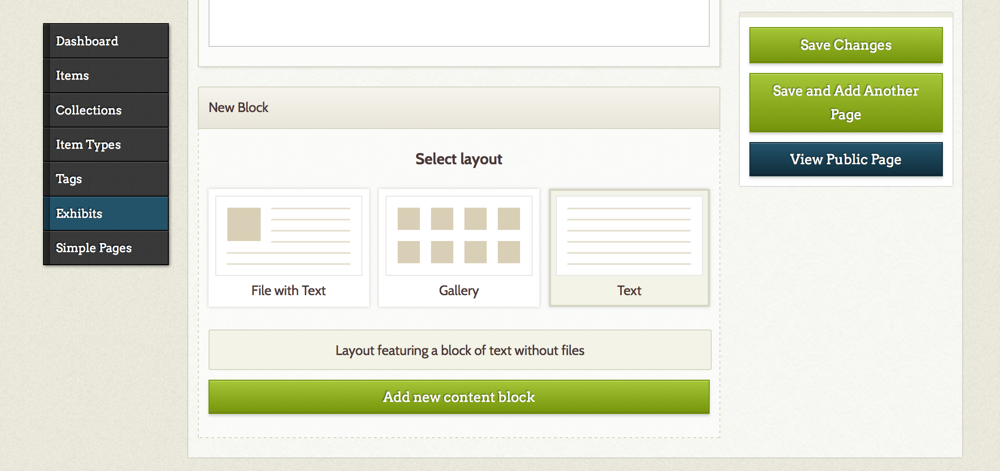 Dashboard
Items
Collections
Item Types
Tags
Exhibits
Simple Pages
New Block
Select layout
File with Text
Gallery
Text
Layout featuring a block of text without files
Add new content block
Save Changes
Save and Add Another
Page
View Public Page